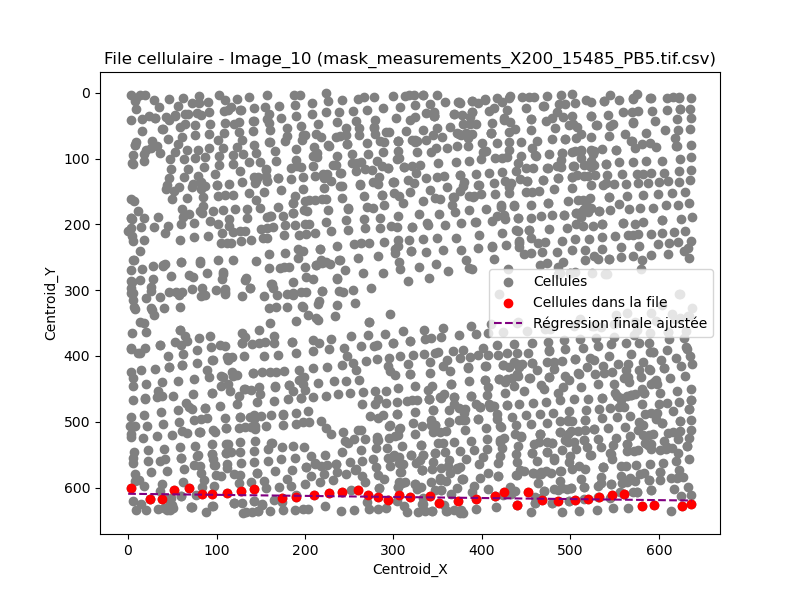 File cellulaire - Image_10 (mask_measurements_X200_15485_PB5.tif.csv)
0
100
200
300
400
500
600
Centroid_Y
Cellules
Cellules dans la file
Régression finale ajustée
0 100 200 300 400 500 600
Centroid_X